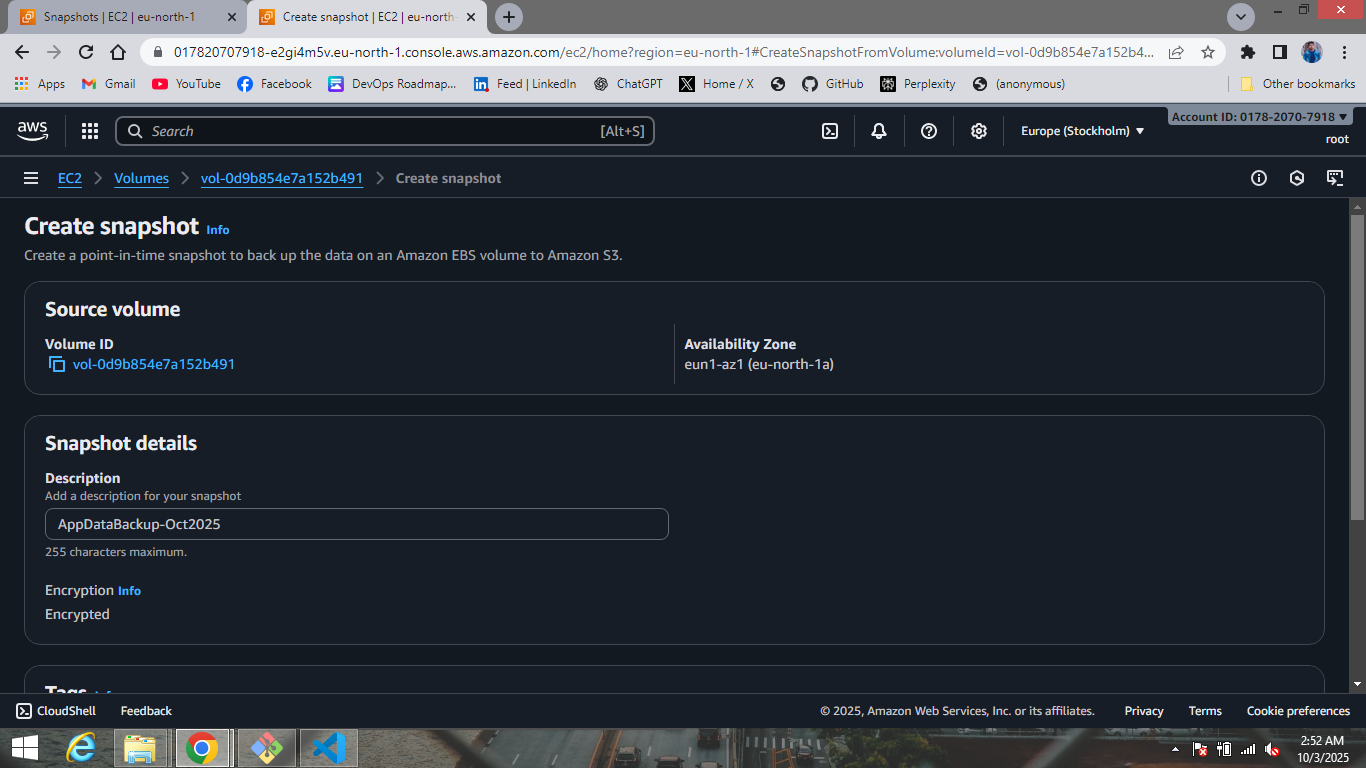 Snapshots | EC2 | eu-north-1
Create snapshot | EC2 | eu-north-
017820707918-e2gi4m5v.eu-north-1.console.aws.amazon.com/ec2/home?region=eu-north-1#CreateSnapshotFromVolume:volumeId=vol-0d9b854e7a152b4...
Apps
Gmail
YouTube
Facebook
DevOps Roadmap...
Feed | LinkedIn
ChatGPT
Home / X
GitHub
Perplexity
(anonymous)
Other bookmarks
aws
Search
[Alt+S]
Europe (Stockholm)
Account ID: 0178-2070-7918
root
EC2
Volumes
vol-0d9b854e7a152b491
Create snapshot
Create snapshot Info
Create a point-in-time snapshot to back up the data on an Amazon EBS volume to Amazon S3.
Source volume
Volume ID
vol-0d9b854e7a152b491
Availability Zone
eun1-az1 (eu-north-1a)
Snapshot details
Description
Add a description for your snapshot
AppDataBackup-Oct2025
255 characters maximum.
Encryption Info
Encrypted
Tags Info
CloudShell
Feedback
© 2025, Amazon Web Services, Inc. or its affiliates.
Privacy
Terms
Cookie preferences
2:52 AM
10/3/2025